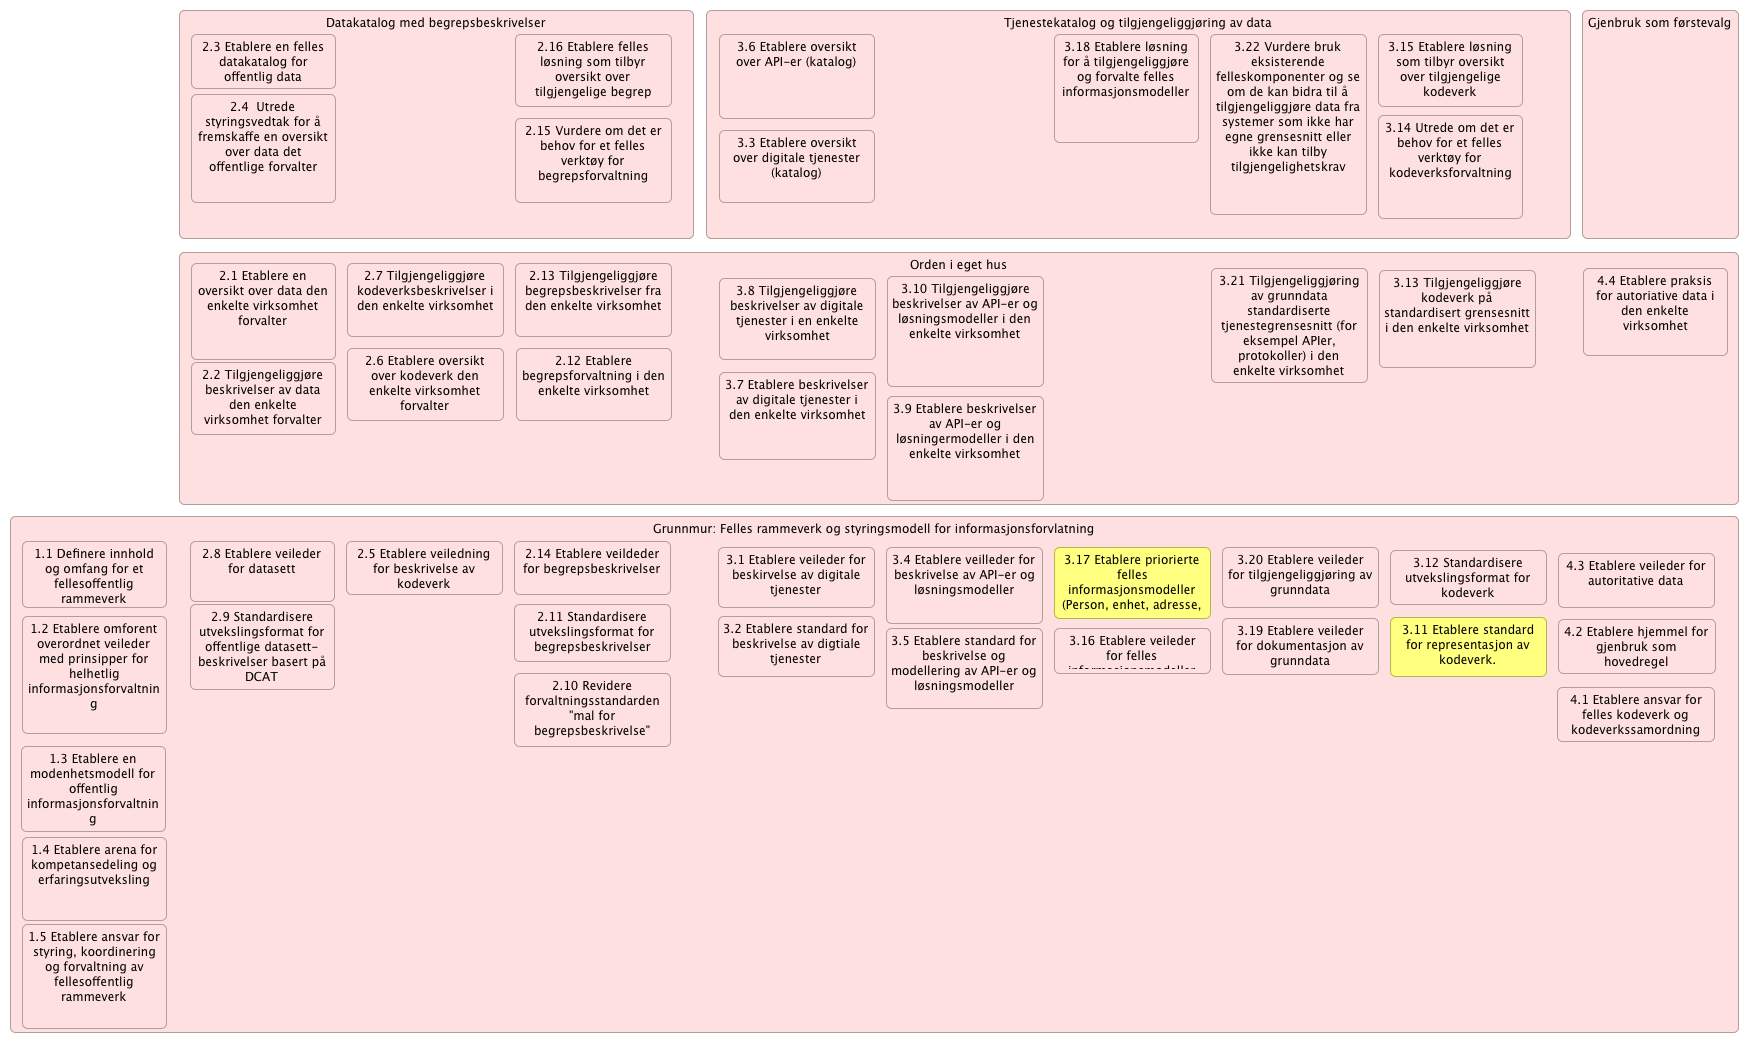 Datakatalog med begrepsbeskrivelser
2.3 Etablere en felles
datakatalog for
offentlig data
2.4  Utrede
styringsvedtak for å
fremskaffe en oversikt
over data det
offentlige forvalter
2.16 Etablere felles
løsning som tilbyr
oversikt over
tilgjengelige begrep
2.15 Vurdere om det er
behov for et felles
verktøy for
begrepsforvaltning
Tjenestekatalog og tilgjengeliggjøring av data
3.6 Etablere oversikt
over API-er (katalog)
3.3 Etablere oversikt
over digitale tjenester
(katalog)
3.18 Etablere løsning
for å tilgjengeliggjøre
og forvalte felles
informasjonsmodeller
3.22 Vurdere bruk
eksisterende
felleskomponenter og se
om de kan bidra til å
tilgjengeliggjøre data fra
systemer som ikke har
egne grensesnitt eller
ikke kan tilby
tilgjengelighetskrav
3.15 Etablere løsning
som tilbyr oversikt
over tilgjengelige
kodeverk
3.14 Utrede om det er
behov for et felles
verktøy for
kodeverksforvaltning
Gjenbruk som førstevalg
Orden i eget hus
2.1 Etablere en
oversikt over data den
enkelte virksomhet
forvalter
2.2 Tilgjengeliggjøre
beskrivelser av data
den enkelte
virksomhet forvalter
2.7 Tilgjengeliggjøre
kodeverksbeskrivelser i
den enkelte virksomhet
2.6 Etablere oversikt
over kodeverk den
enkelte virksomhet
forvalter
2.13 Tilgjengeliggjøre
begrepsbeskrivelser fra
den enkelte virksomhet
2.12 Etablere
begrepsforvaltning i den
enkelte virksomhet
3.8 Tilgjengeliggjøre
beskrivelser av digitale
tjenester i en enkelte
virksomhet
3.7 Etablere beskrivelser
av digitale tjenester i
den enkelte virksomhet
3.10 Tilgjengeliggjøre
beskrivelser av API-er og
løsningsmodeller i den
enkelte virksomhet
3.9 Etablere beskrivelser
av API-er og
løsningermodeller i den
enkelte virksomhet
3.21 Tilgjengeliggjøring
av grunndata
standardiserte
tjenestegrensesnitt (for
eksempel APIer,
protokoller) i den
enkelte virksomhet
3.13 Tilgjengeliggjøre
kodeverk på
standardisert grensesnitt
i den enkelte virksomhet
4.4 Etablere praksis
for autoriative data i
den enkelte
virksomhet
Grunnmur: Felles rammeverk og styringsmodell for informasjonsforvlatning
1.1 Definere innhold
og omfang for et
fellesoffentlig
rammeverk
1.2 Etablere omforent
overordnet veileder
med prinsipper for
helhetlig
informasjonsforvaltnin
g
1.3 Etablere en
modenhetsmodell for
offentlig
informasjonsforvaltnin
g
1.4 Etablere arena for
kompetansedeling og
erfaringsutveksling
1.5 Etablere ansvar for
styring, koordinering
og forvaltning av
fellesoffentlig
rammeverk
2.8 Etablere veileder
for datasett
2.9 Standardisere
utvekslingsformat for
offentlige datasett-
beskrivelser basert på
DCAT
2.5 Etablere veiledning
for beskrivelse av
kodeverk
2.14 Etablere veildeder
for begrepsbeskrivelser
2.11 Standardisere
utvekslingsformat for
begrepsbeskrivelser
2.10 Revidere
forvaltningsstandarden
"mal for
begrepsbeskrivelse"
3.1 Etablere veileder for
beskirvelse av digitale
tjenester
3.2 Etablere standard for
beskrivelse av digtiale
tjenester
3.4 Etablere veilleder for
beskrivelse av API-er og
løsningsmodeller
3.5 Etablere standard for
beskrivelse og
modellering av API-er og
løsningsmodeller
3.17 Etablere priorierte
felles
informasjonsmodeller
(Person, enhet, adresse,
3.16 Etablere veileder
for felles
informasjonsmodeller
3.20 Etablere veileder
for tilgjengeliggjøring av
grunndata
3.19 Etablere veileder
for dokumentasjon av
grunndata
3.12 Standardisere
utvekslingsformat for
kodeverk
3.11 Etablere standard
for representasjon av
kodeverk.
4.3 Etablere veileder for
autoritative data
4.2 Etablere hjemmel for
gjenbruk som
hovedregel
4.1 Etablere ansvar for
felles kodeverk og
kodeverkssamordning